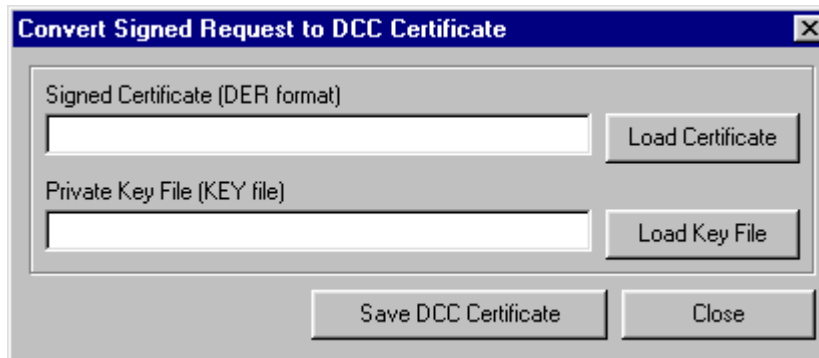 Convert Signed Request to DCC Certificate
Signed Certificate (DER format)
Load Certificate
Private Key File (KEY file)
Load Key File
Save DCC Certificate
Close